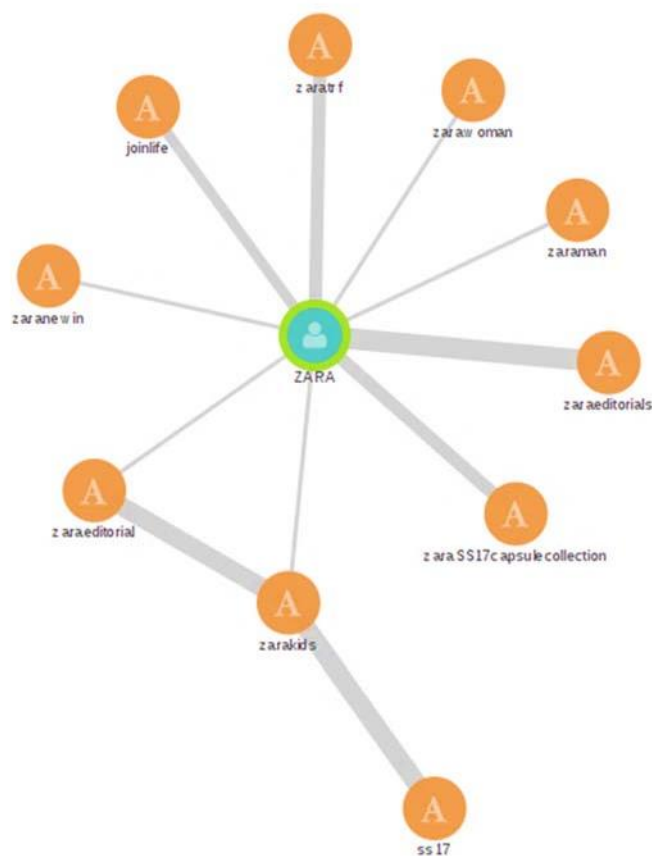 A
zaratrf
A
zarawoman
A
joinlife
A
zaraman
A
zaranewin
ZARA
A
zaraeditorials
A
zaraeditorial
A
zaraSS17capsulecollection
A
zarakids
A
ss17